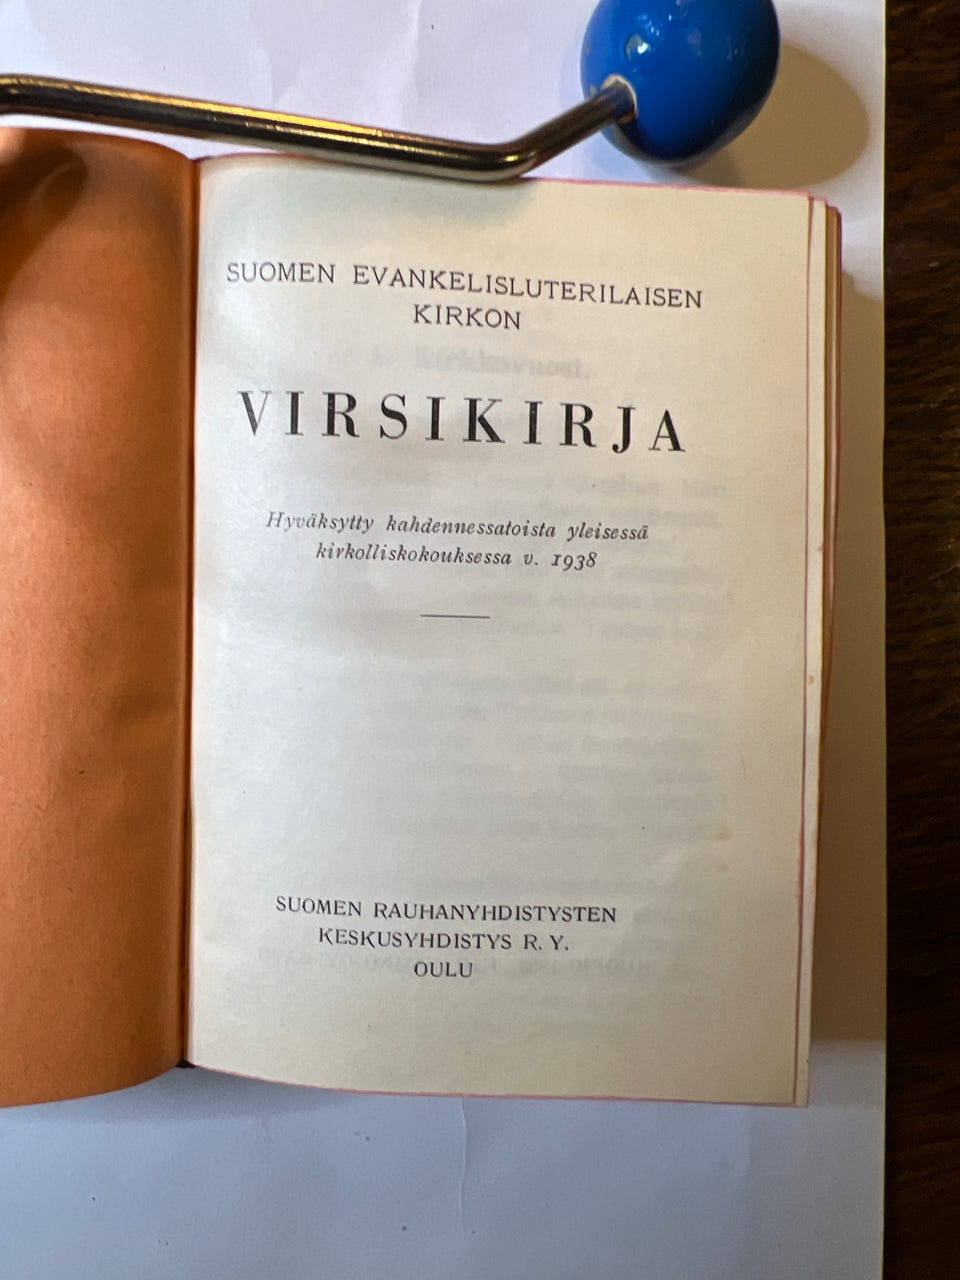 SUOMEN EVANKELISLUTERILAISEN
KIRKON
VIRSIKIRJA
Hyväksytty kahdennessatoista yleisessä
kirkolliskokouksessa v. 1938
SUOMEN RAUHANYHDISTYSTEN
KESKUSYHDISTYS R. Y.
OULU